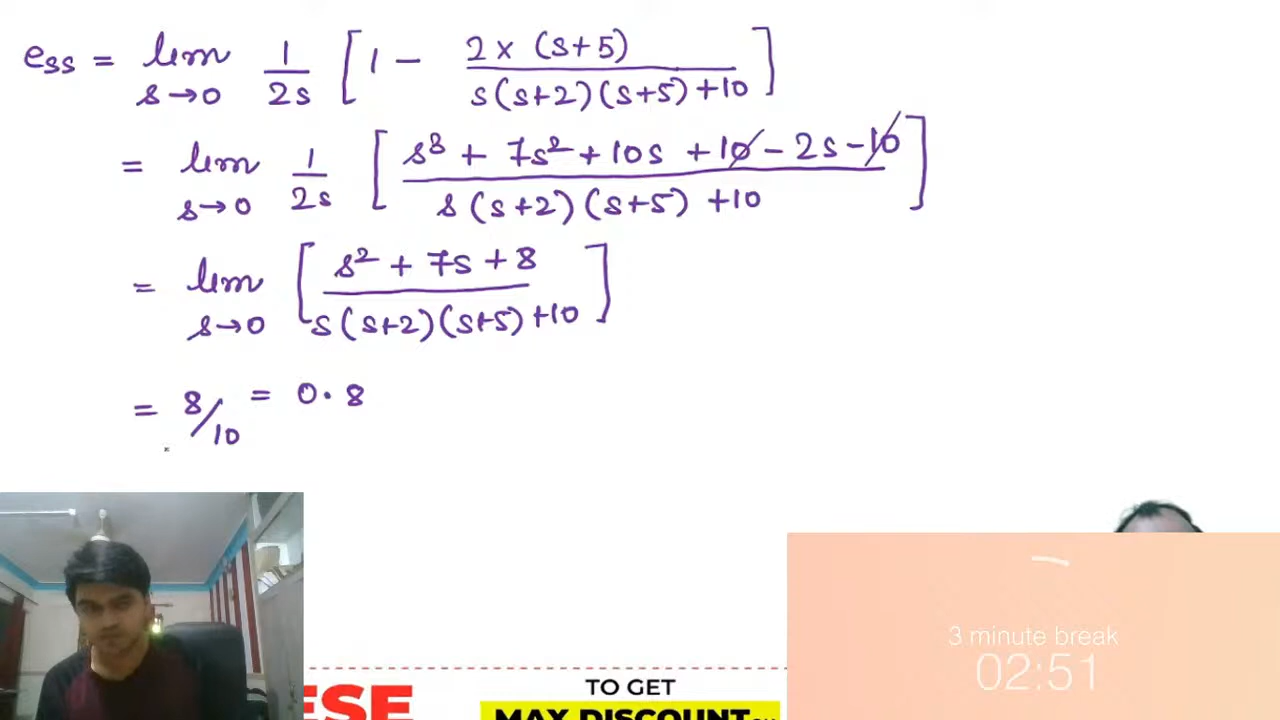 ess = lim s→0 1/2s [1 - 2 × (s+5) / s(s+2)(s+5)+10]
= lim s→0 1/2s [s³ + 7s² + 10s + 10 - 2s - 10 / s(s+2)(s+5) + 10]
= lim s→0 [s² + 7s + 8 / s(s+2)(s+5)+10]
= 8/10 = 0.8
3 minute break
02:51
TO GET
ESE
MAX DISCOUNT